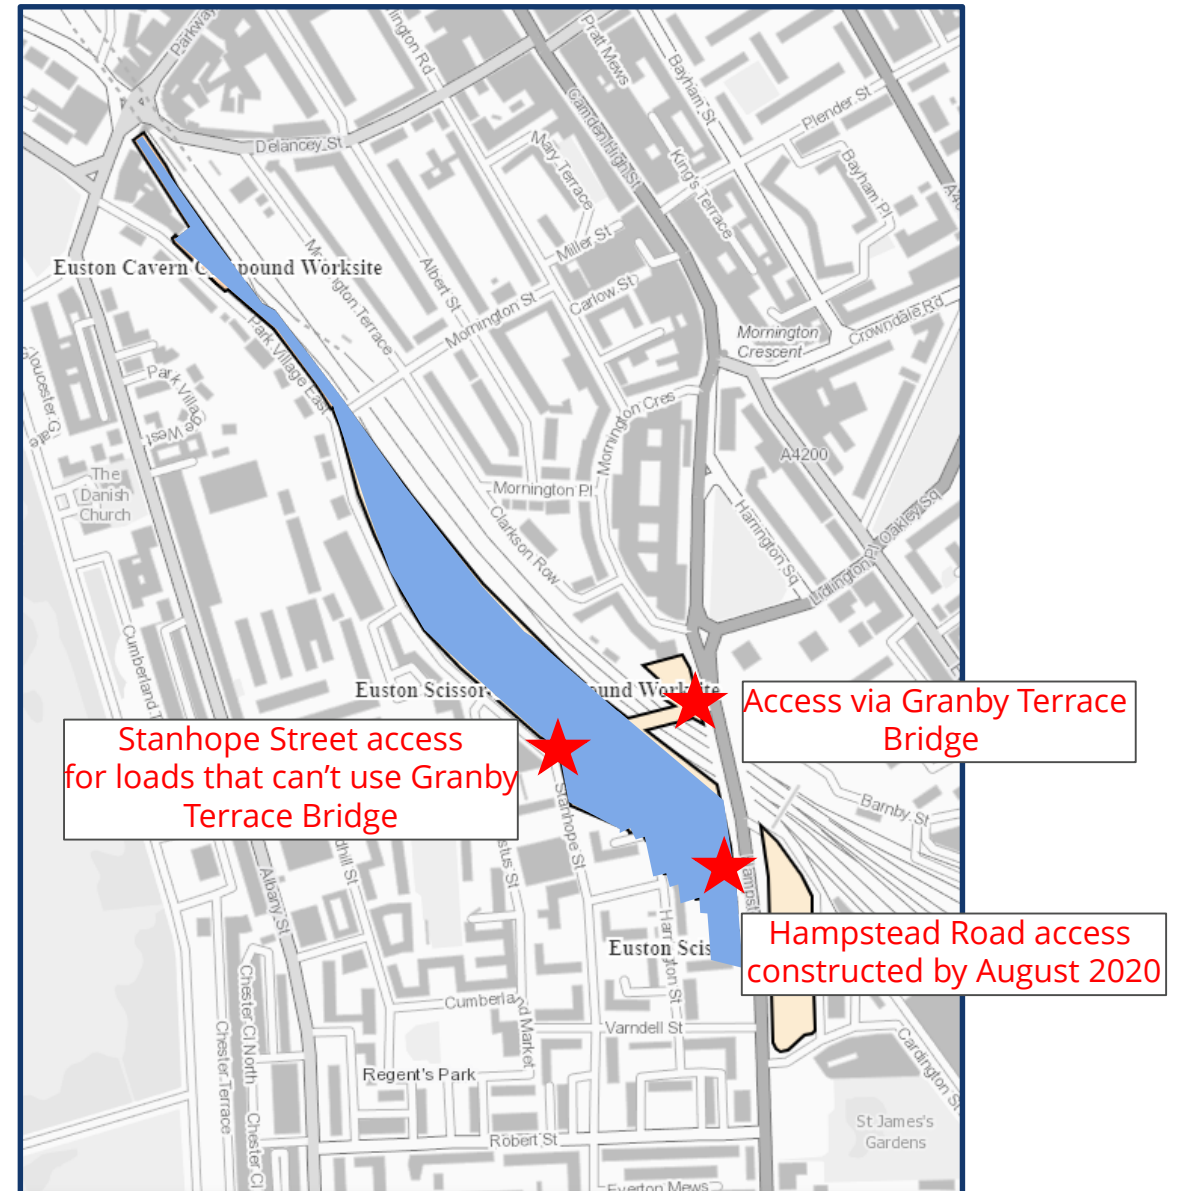 Parkway
Delancey St
Pratt Mews
Bayham St
Camden High St
Plender St
Mary Terrace
King's Terrace
Bayham Pl
Miller St
Albert St
Carlow St
Mornington St
Mornington
Crescent
Crowndale Rd
Euston Cavern C
pound Worksite
Park Village East
Park Village West
The
Danish
Church
Mornington Cres
A4200
Mornington Pl
Clarkson Row
Harrington Sq
Lidlington Pl
Oakley Sq
Euston Scissor
Access via Granby Terrace
Bridge
Stanhope Street access
for loads that can't use Granby
Terrace Bridge
Stanhope St
Barnby St
Albany St
Hampstead Road access
constructed by August 2020
Euston Scis
Chester Cl North
Chester Terrace
Chester Cl
Varndell St
Regent's Park
Cardington St
St James's
Gardens
Robert St
Everton Mews